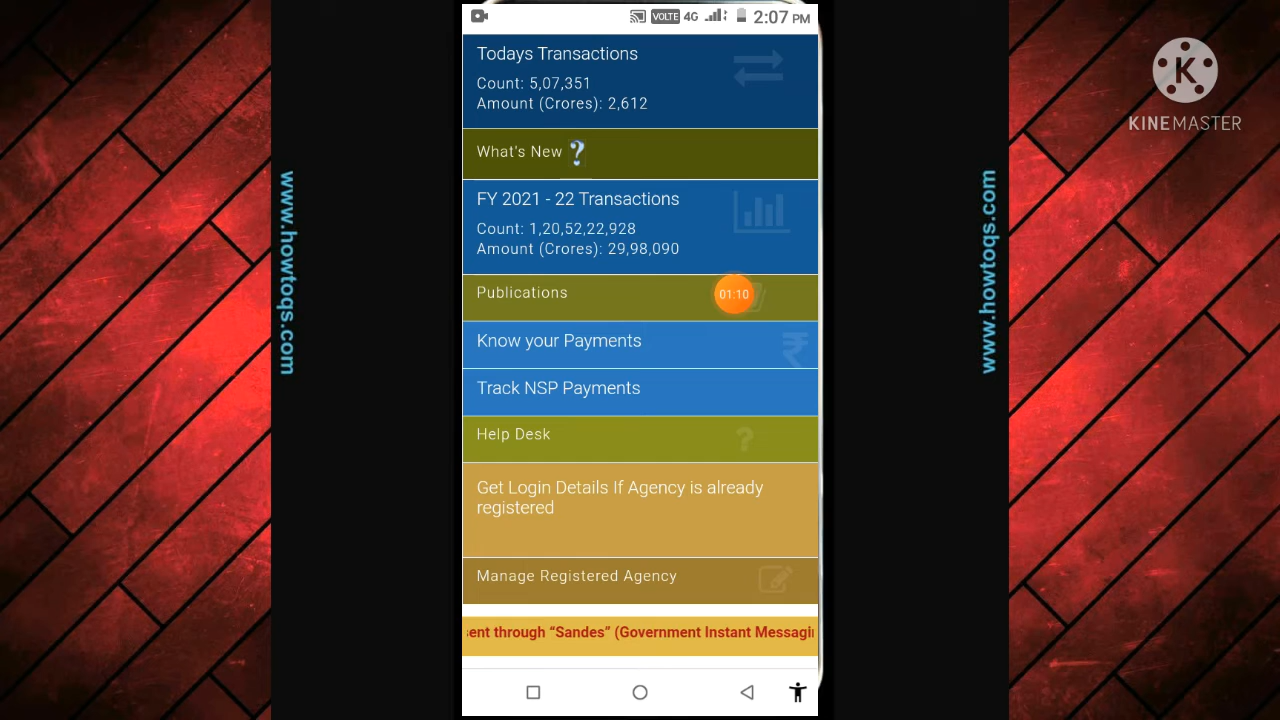 VOLTE 4G 2:07 PM
Todays Transactions
Count: 5,07,351
Amount (Crores): 2,612
What's New ?
FY 2021 - 22 Transactions
Count: 1,20,52,22,928
Amount (Crores): 29,98,090
Publications
01:10
Know your Payments
₹
Track NSP Payments
Help Desk
?
Get Login Details If Agency is already
registered
Manage Registered Agency
ent through “Sandes” (Government Instant Messagi
K
KINEMASTER
www.howtoqs.com
www.howtoqs.com